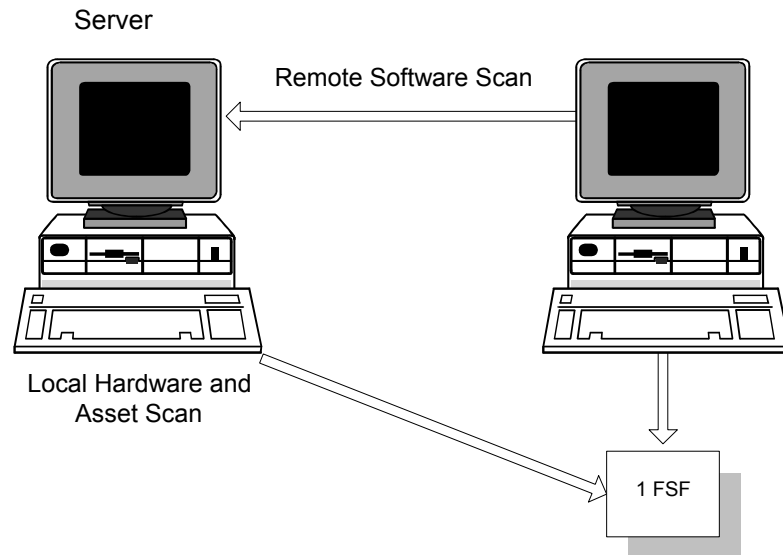 Server
Remote Software Scan
Local Hardware and
Asset Scan
1 FSF